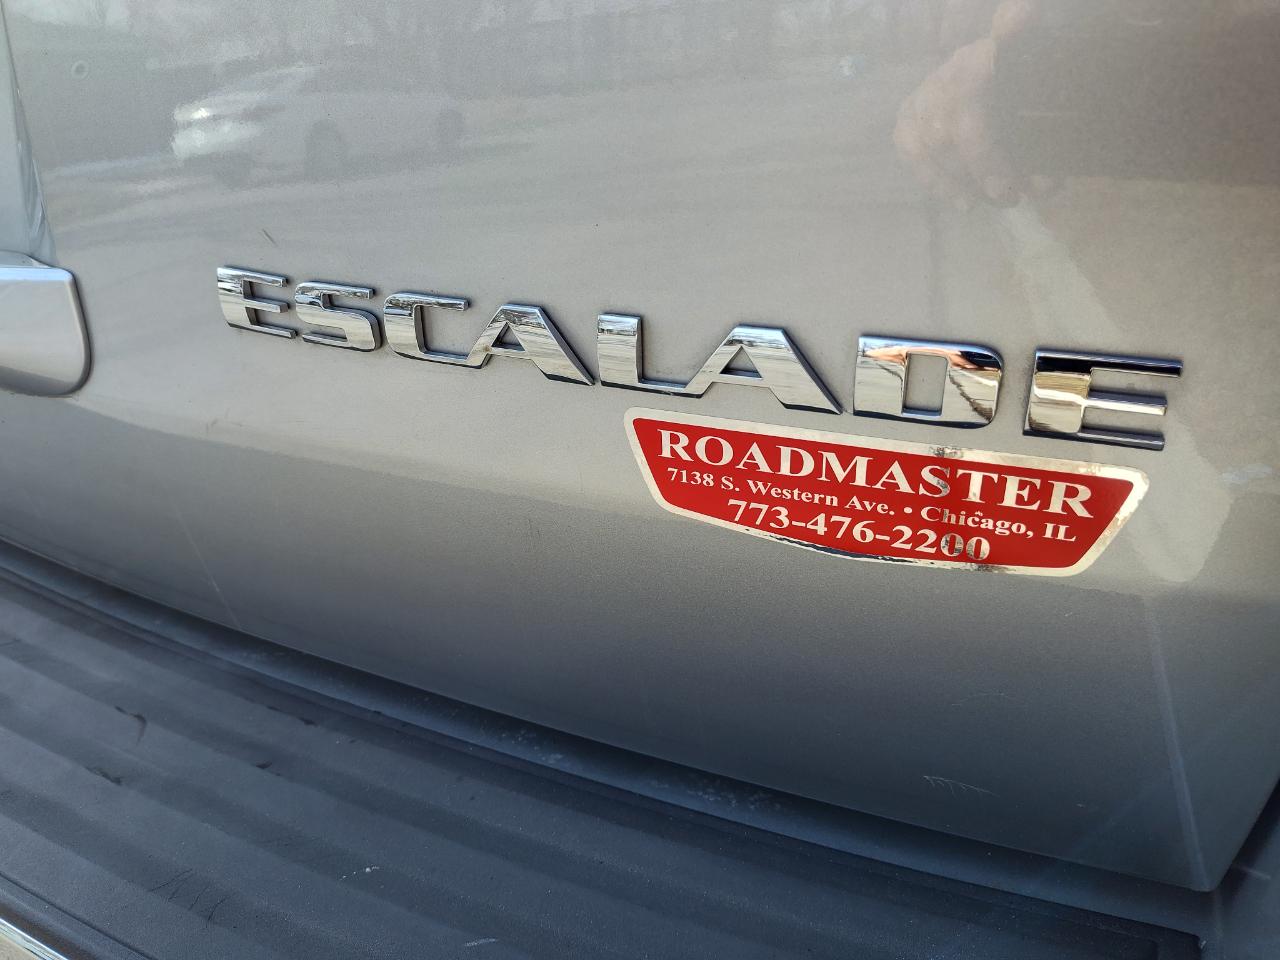 ESCALADE
ROADMASTER
7138 S. Western Ave. • Chicago, IL
773-476-2200